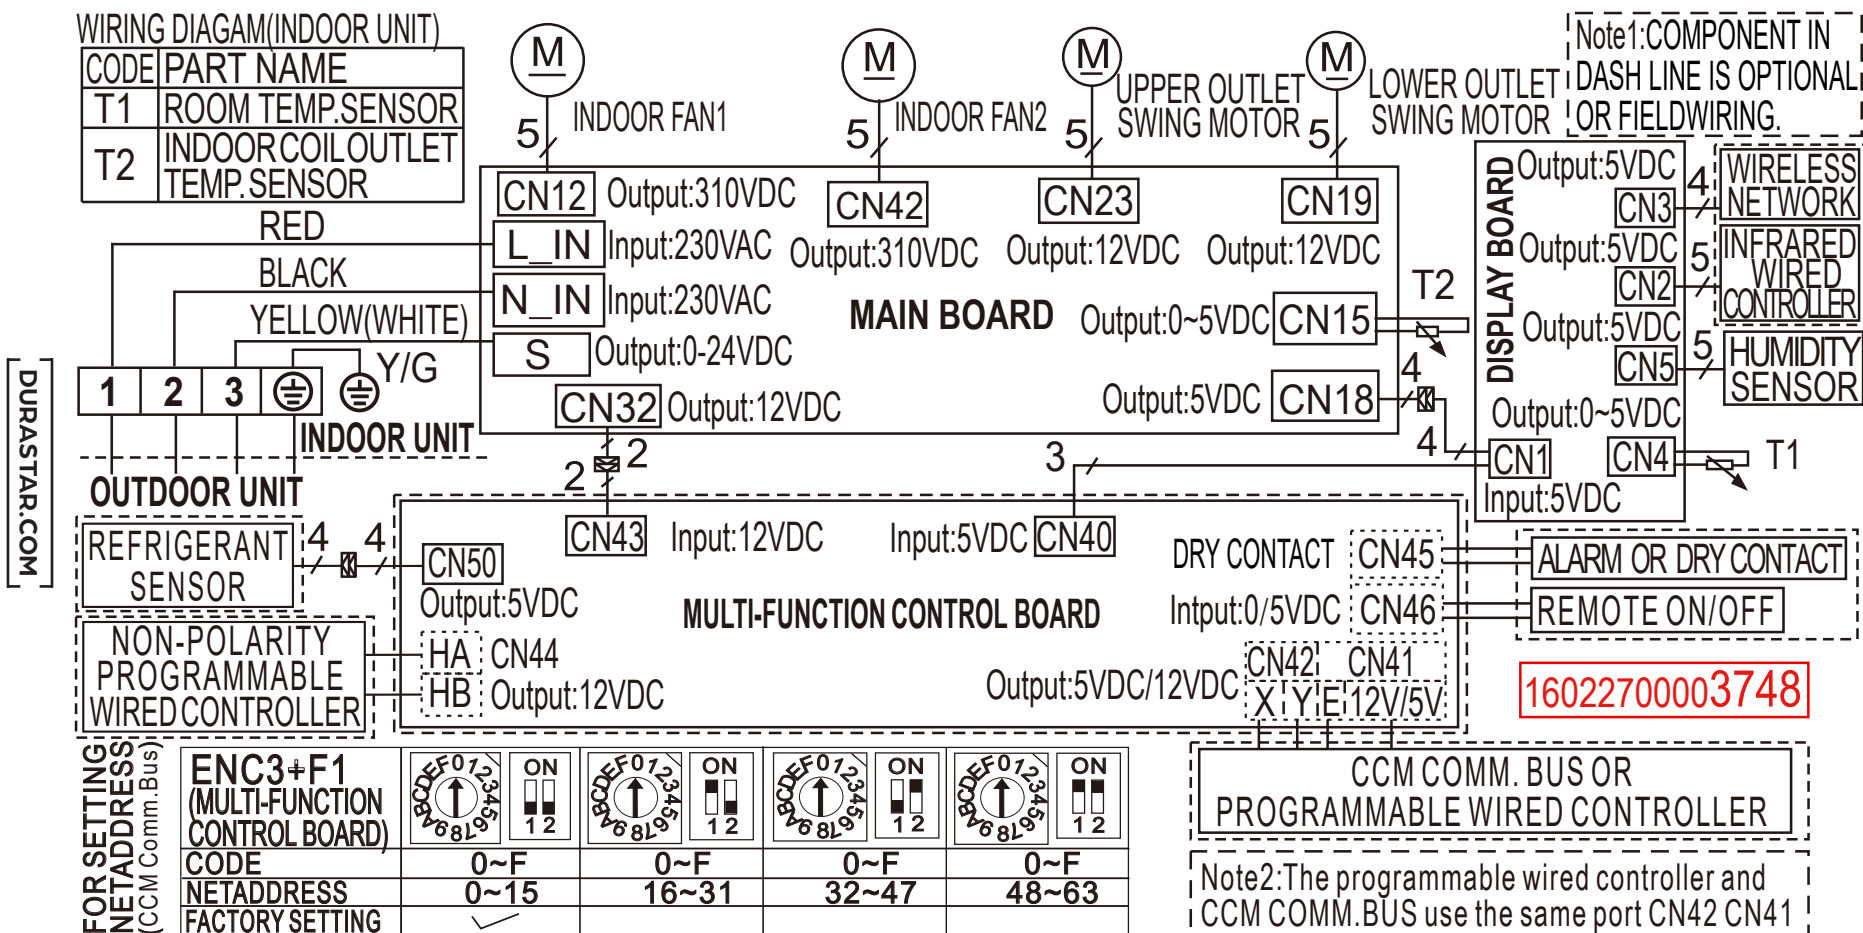 WIRING DIAGAM(INDOOR UNIT)
CODE PART NAME
T1 ROOM TEMP.SENSOR
T2 INDOOR COIL OUTLET
TEMP. SENSOR
M
INDOOR FAN1
5
M
INDOOR FAN2
5
M
UPPER OUTLET
SWING MOTOR
5
M
LOWER OUTLET
SWING MOTOR
5
Note1:COMPONENT IN
DASH LINE IS OPTIONAL
OR FIELDWIRING.
RED
BLACK
YELLOW(WHITE)
Y/G
1 2 3
INDOOR UNIT
OUTDOOR UNIT
DURASTAR.COM
CN12 Output:310VDC
CN42
Output:310VDC
CN23
Output:12VDC
CN19
Output:12VDC
L_IN Input:230VAC
N_IN Input:230VAC
S Output:0-24VDC
MAIN BOARD
Output:0~5VDC CN15
T2
CN32 Output:12VDC
Output:5VDC CN18
4
4
2
2
3
DISPLAY BOARD
Output:5VDC
CN3
4
WIRELESS
NETWORK
Output:5VDC
CN2
5
INFRARED
WIRED
CONTROLLER
Output:5VDC
CN5
5
HUMIDITY
SENSOR
Output:0~5VDC
CN1 CN4
T1
Input:5VDC
REFRIGERANT
SENSOR
4 4
CN50
Output:5VDC
CN43 Input:12VDC
Input:5VDC CN40
DRY CONTACT CN45
ALARM OR DRY CONTACT
Intput:0/5VDC CN46
REMOTE ON/OFF
MULTI-FUNCTION CONTROL BOARD
NON-POLARITY
PROGRAMMABLE
WIRED CONTROLLER
HA CN44
HB Output:12VDC
Output:5VDC/12VDC
CN42 CN41
X Y E 12V/5V
16022700003748
CCM COMM. BUS OR
PROGRAMMABLE WIRED CONTROLLER
Note2:The programmable wired controller and
CCM COMM.BUS use the same port CN42 CN41
FOR SETTING
NETADDRESS
(CCM Comm.Bus)
ENC3+F1
(MULTI-FUNCTION
CONTROL BOARD)
0123456789ABCDEF
ON
1 2
0123456789ABCDEF
ON
1 2
0123456789ABCDEF
ON
1 2
0123456789ABCDEF
ON
1 2
CODE 0~F 0~F 0~F 0~F
NETADDRESS 0~15 16~31 32~47 48~63
FACTORY SETTING